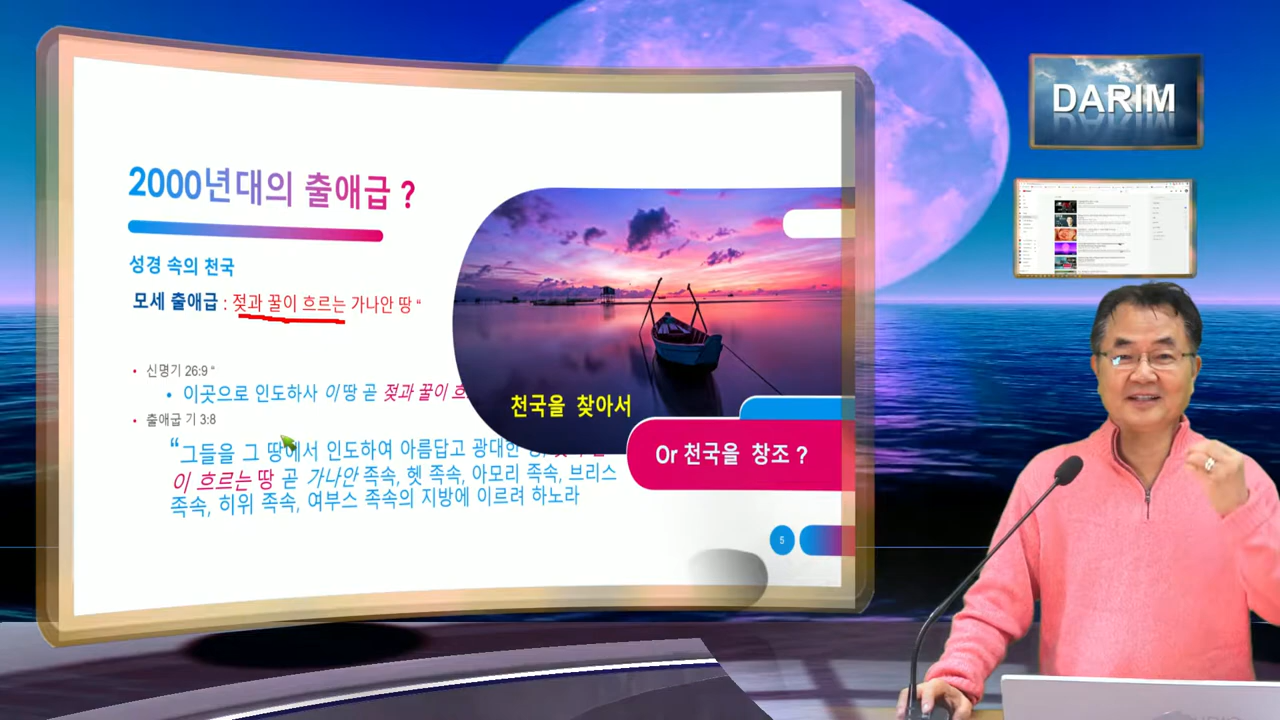 2000년대의 출애급 ?
성경 속의 천국
모세 출애급 : 젖과 꿀이 흐르는 가나안 땅 “
• 신명기 26:9 “
• 이곳으로 인도하사 이 땅 곧 젖과 꿀이 흐
• 출애굽 기 3:8
“그들을 그 땅에서 인도하여 아름답고 광대한
이 흐르는 땅 곧 가나안 족속, 헷 족속, 아모리 족속, 브리스
족속, 히위 족속, 여부스 족속의 지방에 이르려 하노라
천국을 찾아서
Or 천국을 창조 ?
5
DARIM